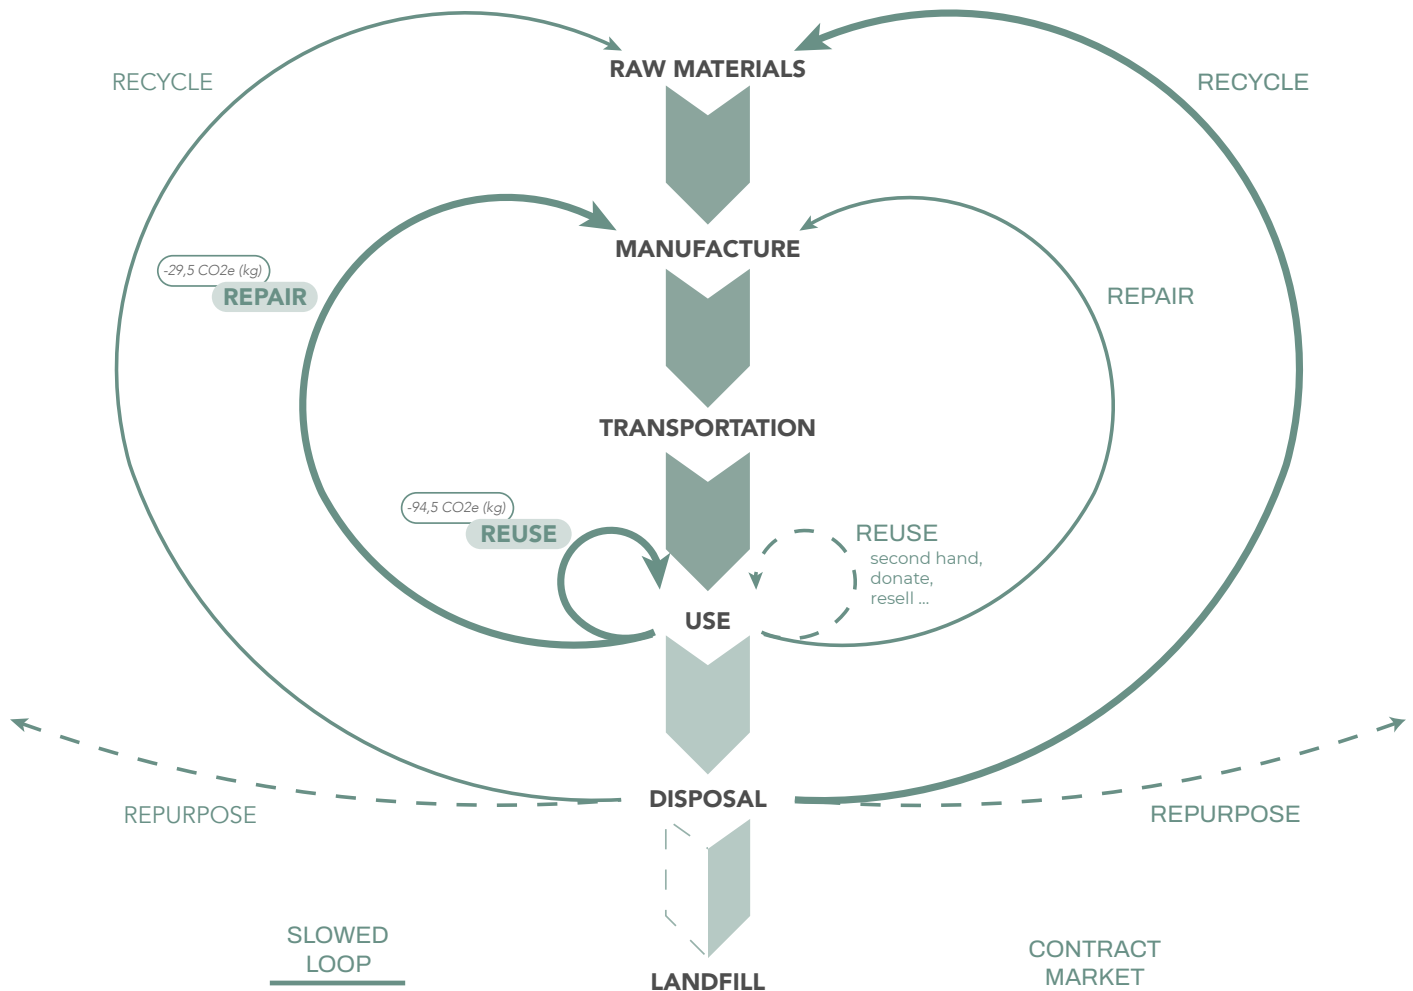 RAW MATERIALS
RECYCLE
RECYCLE
MANUFACTURE
-29,5 CO2e (kg)
REPAIR
REPAIR
TRANSPORTATION
-94,5 CO2e (kg)
REUSE
REUSE
second hand,
donate,
resell ...
USE
DISPOSAL
REPURPOSE
REPURPOSE
SLOWED
LOOP
CONTRACT
MARKET
LANDFILL